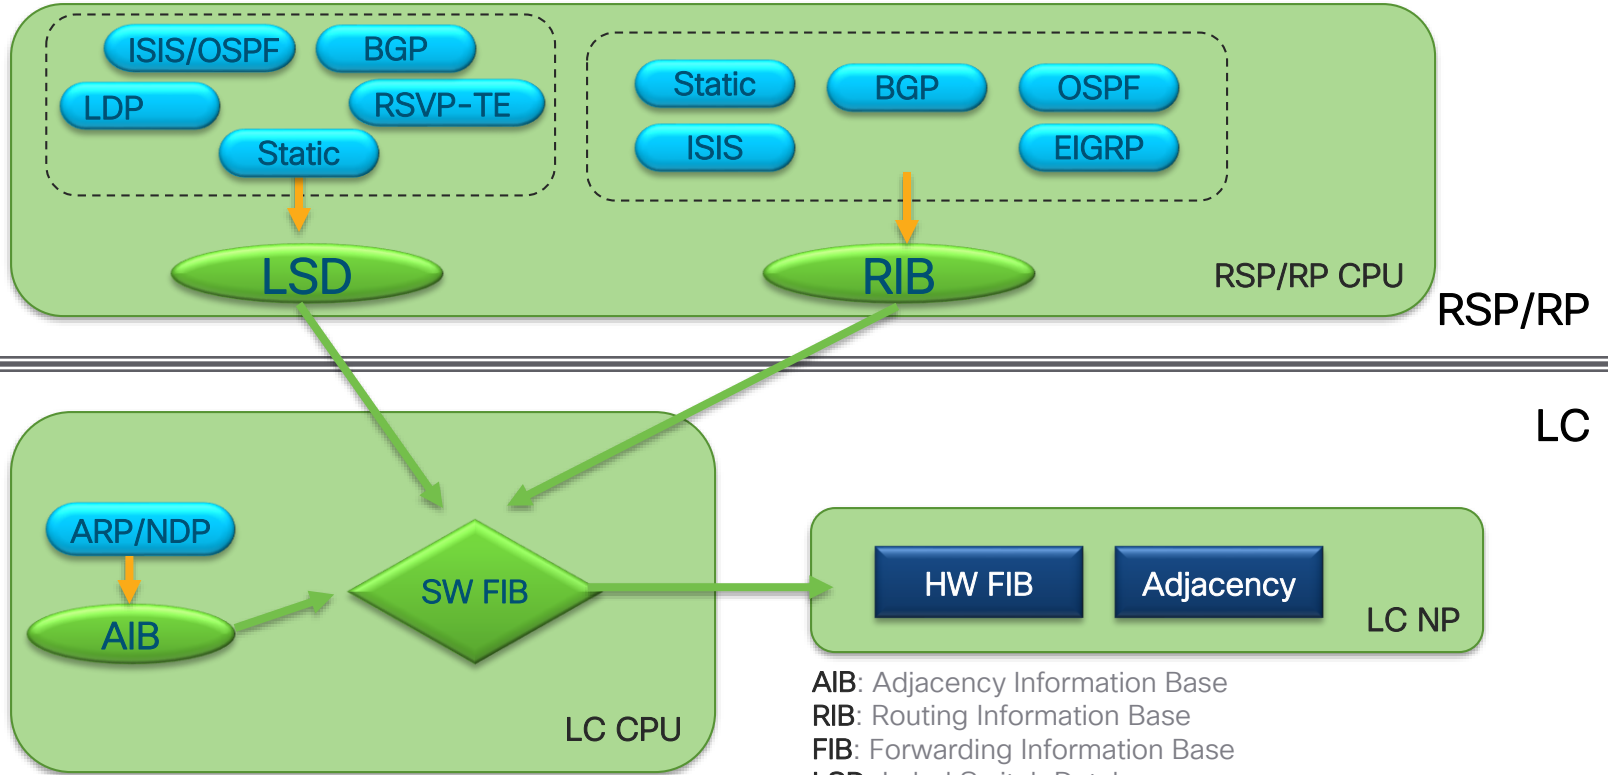 ISIS/OSPF
BGP
LDP
RSVP-TE
Static
Static
BGP
OSPF
ISIS
EIGRP
LSD
RIB
RSP/RP CPU
RSP/RP
LC
ARP/NDP
AIB
SW FIB
LC CPU
HW FIB
Adjacency
LC NP
AIB: Adjacency Information Base
RIB: Routing Information Base
FIB: Forwarding Information Base